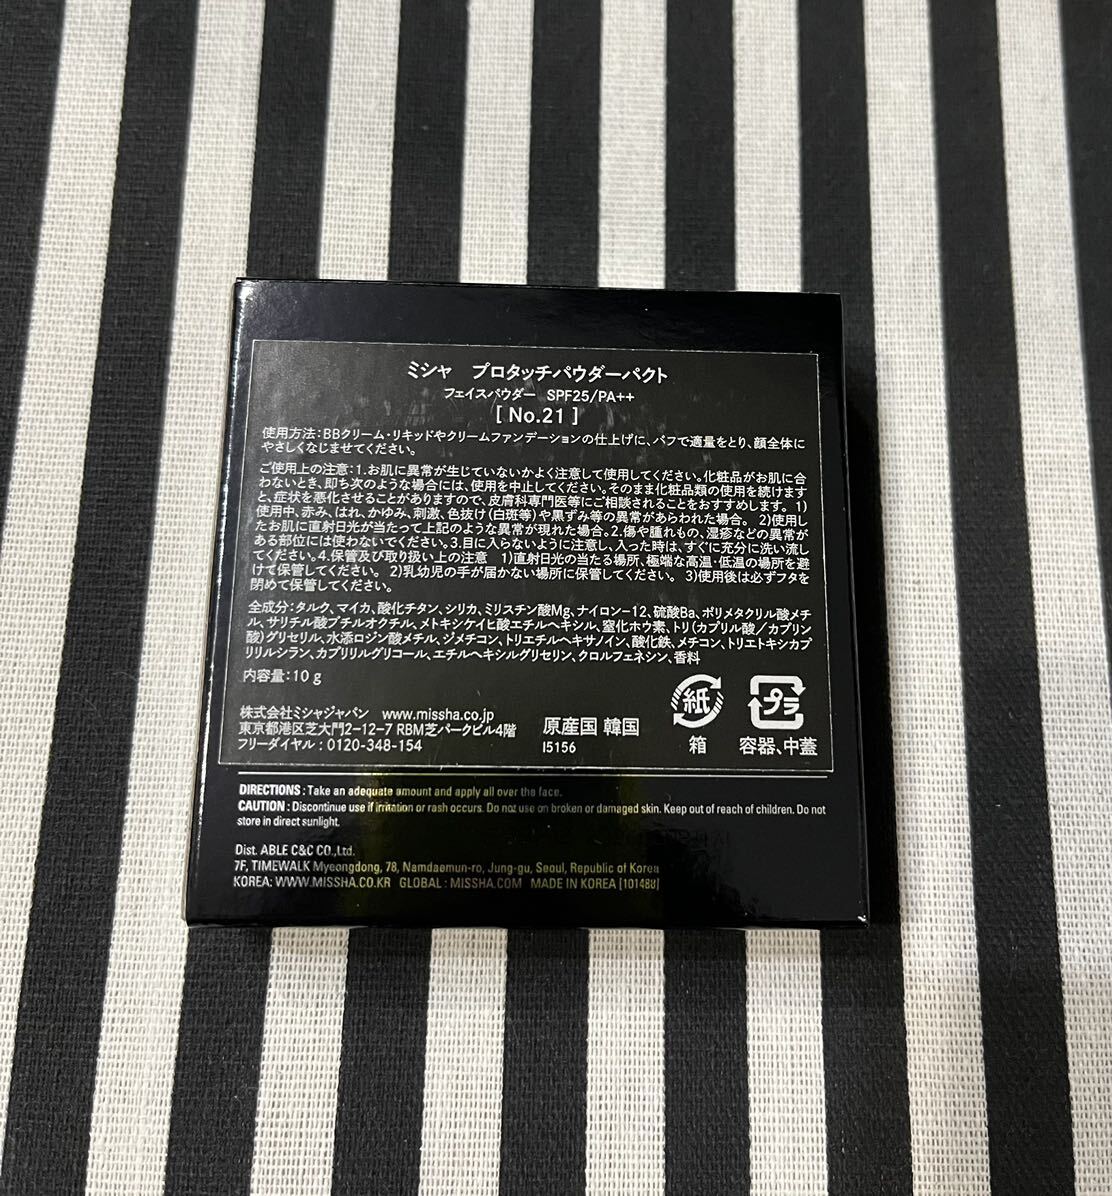 ミシャ　プロタッチパウダーパクト
フェイスパウダー　SPF25/PA++
[ No.21 ]
使用方法：BBクリーム・リキッドやクリームファンデーションの仕上げに、パフで適量をとり、顔全体に
やさしくなじませてください。
ご使用上の注意：1.お肌に異常が生じていないかよく注意して使用してください。化粧品がお肌に合
わないとき、即ち次のような場合には、使用を中止してください。そのまま化粧品類の使用を続けます
と、症状を悪化させることがありますので、皮膚科専門医等にご相談されることをおすすめします。 1)
使用中、赤み、はれ、かゆみ、刺激、色抜け(白斑等)や黒ずみ等の異常があらわれた場合。 2)使用し
たお肌に直射日光が当たって上記のような異常が現れた場合。2.傷や腫れもの、湿疹などの異常が
ある部位には使わないでください。3.目に入らないように注意し、入った時は、すぐに充分に洗い流し
てください。4.保管及び取り扱い上の注意　1)直射日光の当たる場所、極端な高温・低温の場所を避
けて保管してください。 2)乳幼児の手が届かない場所に保管してください。 3)使用後は必ずフタを
閉めて保管してください。
全成分：タルク、マイカ、酸化チタン、シリカ、ミリスチン酸Mg、ナイロン-12、硫酸Ba、ポリメタクリル酸メチ
ル、サリチル酸ブチルオクチル、メトキシケイヒ酸エチルヘキシル、窒化ホウ素、トリ(カプリル酸／カプリン
酸)グリセリル、水添ロジン酸メチル、ジメチコン、トリエチルヘキサノイン、酸化鉄、メチコン、トリエトキシカプ
リリルシラン、カプリリルグリコール、エチルヘキシルグリセリン、クロルフェネシン、香料
内容量：10 g
株式会社ミシャジャパン　www.missha.co.jp
東京都港区芝大門2-12-7 RBM芝パークビル4階
フリーダイヤル：0120-348-154
原産国 韓国
I5156
紙
箱
プラ
容器、中蓋
DIRECTIONS : Take an adequate amount and apply all over the face.
CAUTION : Discontinue use if irritation or rash occurs. Do not use on broken or damaged skin. Keep out of reach of children. Do not
store in direct sunlight.
Dist. ABLE C&C CO.,Ltd.
7F, TIMEWALK Myeongdong, 78, Namdaemun-ro, Jung-gu, Seoul, Republic of Korea
KOREA: WWW.MISSHA.CO.KR GLOBAL : MISSHA.COM MADE IN KOREA [101488]